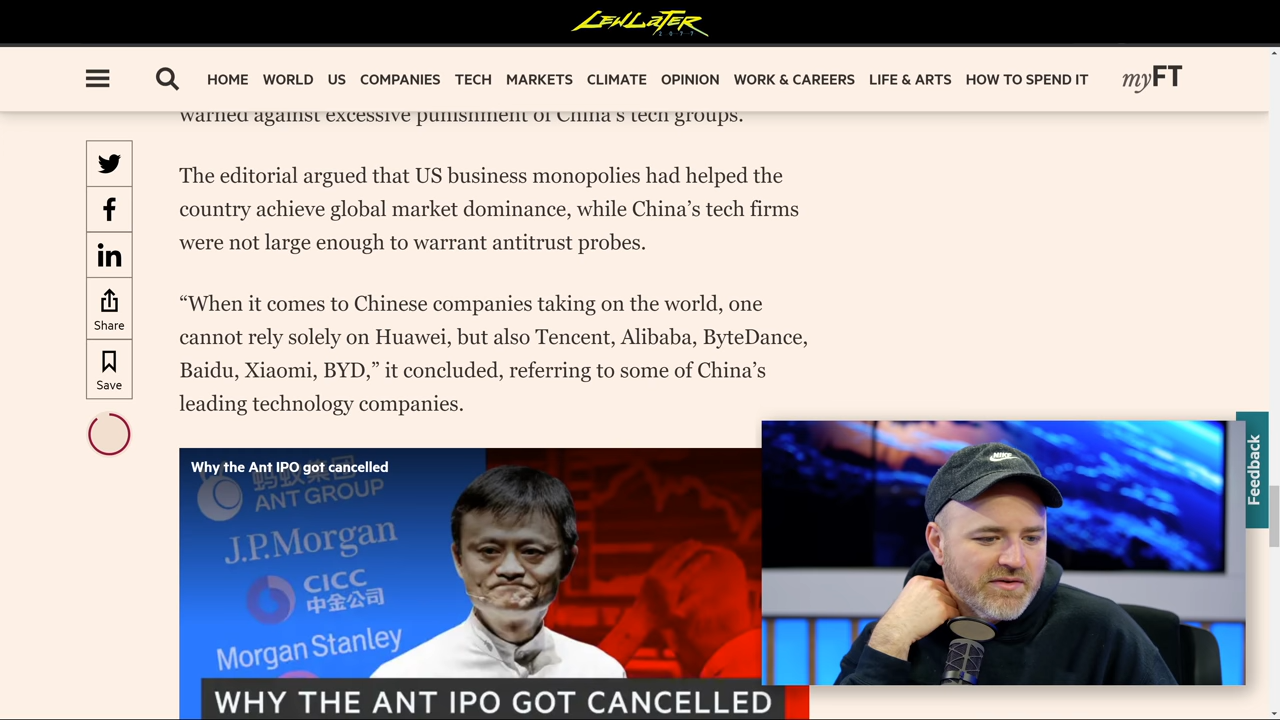 LEWLATER
2077
HOME WORLD US COMPANIES TECH MARKETS CLIMATE OPINION WORK & CAREERS LIFE & ARTS HOW TO SPEND IT
myFT
warned against excessive punishment of China’s tech groups.
The editorial argued that US business monopolies had helped the
country achieve global market dominance, while China’s tech firms
were not large enough to warrant antitrust probes.
“When it comes to Chinese companies taking on the world, one
cannot rely solely on Huawei, but also Tencent, Alibaba, ByteDance,
Baidu, Xiaomi, BYD,” it concluded, referring to some of China’s
leading technology companies.
Share
Save
Feedback
Why the Ant IPO got cancelled
蚂蚁集团
ANT GROUP
J.P.Morgan
CICC
中金公司
Morgan Stanley
WHY THE ANT IPO GOT CANCELLED
NIKE